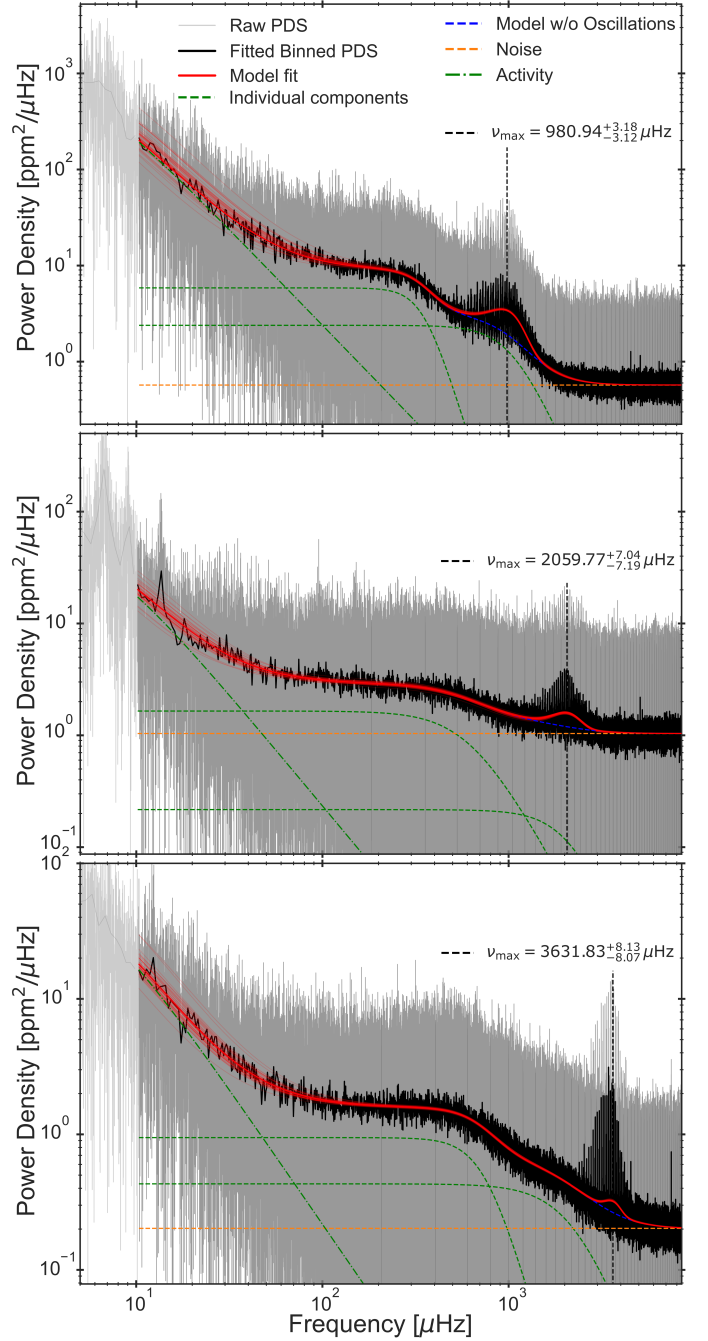 Raw PDS
Fitted Binned PDS
Model fit
Individual components
Model w/o Oscillations
Noise
Activity
ν_max = 980.94^{+3.18}_{-3.12} μHz
Power Density [ppm²/μHz]
10³
10²
10¹
10⁰
ν_max = 2059.77^{+7.04}_{-7.19} μHz
Power Density [ppm²/μHz]
10²
10¹
10⁰
10⁻¹
ν_max = 3631.83^{+8.13}_{-8.07} μHz
Power Density [ppm²/μHz]
10²
10¹
10⁰
10⁻¹
10¹ 10² 10³
Frequency [μHz]